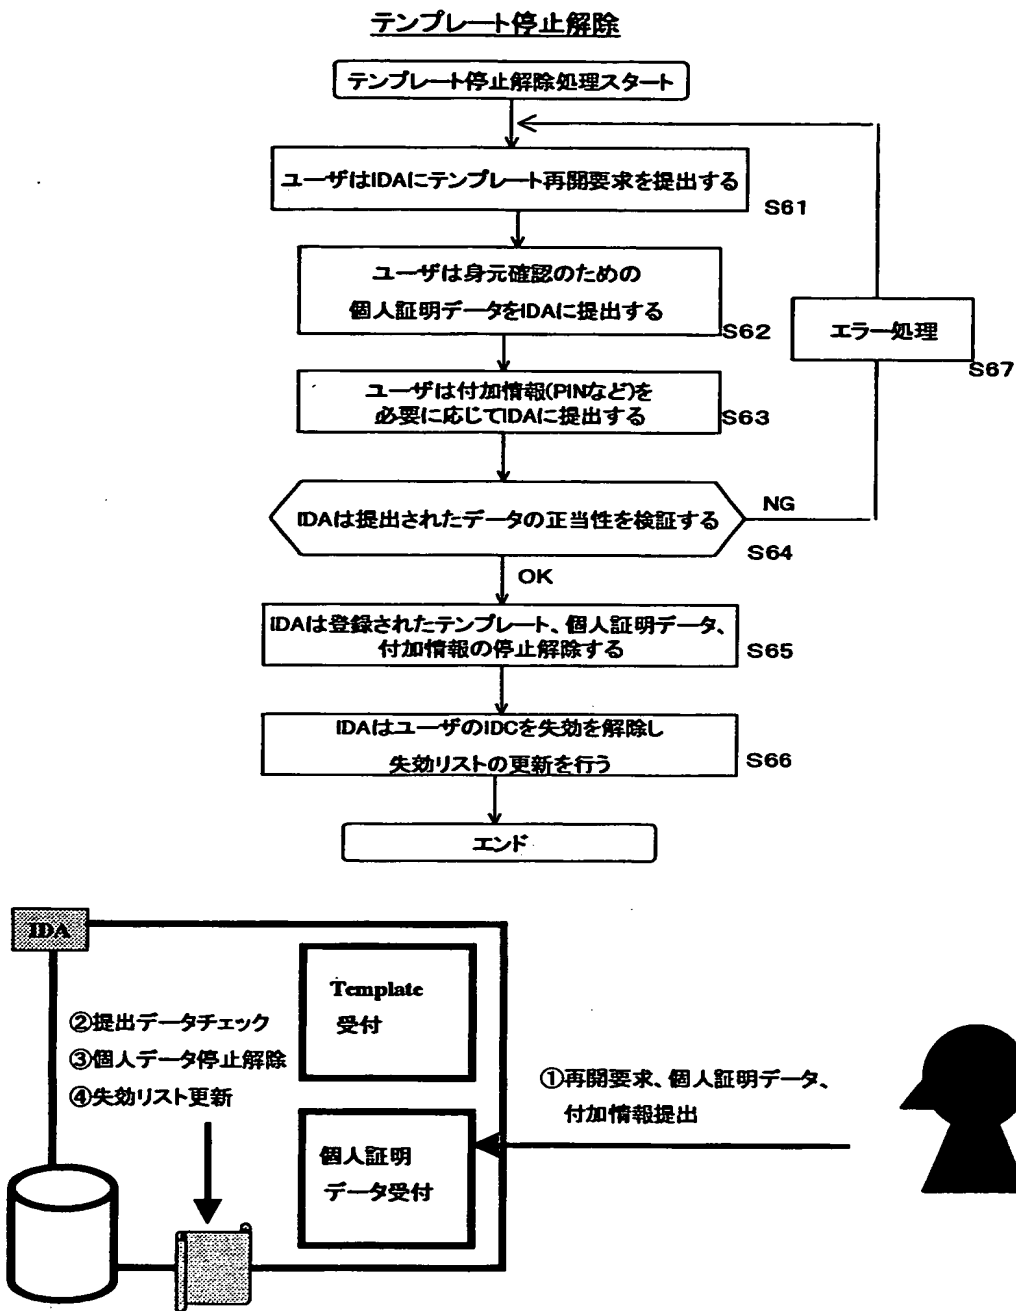 テンプレート停止解除
テンプレート停止解除処理スタート
ユーザはIDAにテンプレート再開要求を提出する
S61
ユーザは身元確認のための
個人証明データをIDAに提出する
S62
エラー処理
S67
ユーザは付加情報(PINなど)を
必要に応じてIDAに提出する
S63
IDAは提出されたデータの正当性を検証する
NG
S64
OK
IDAは登録されたテンプレート、個人証明データ、
付加情報の停止解除する
S65
IDAはユーザのIDCを失効を解除し
失効リストの更新を行う
S66
エンド
IDA
Template
受付
②提出データチェック
③個人データ停止解除
④失効リスト更新
①再開要求、個人証明データ、
付加情報提出
個人証明
データ受付